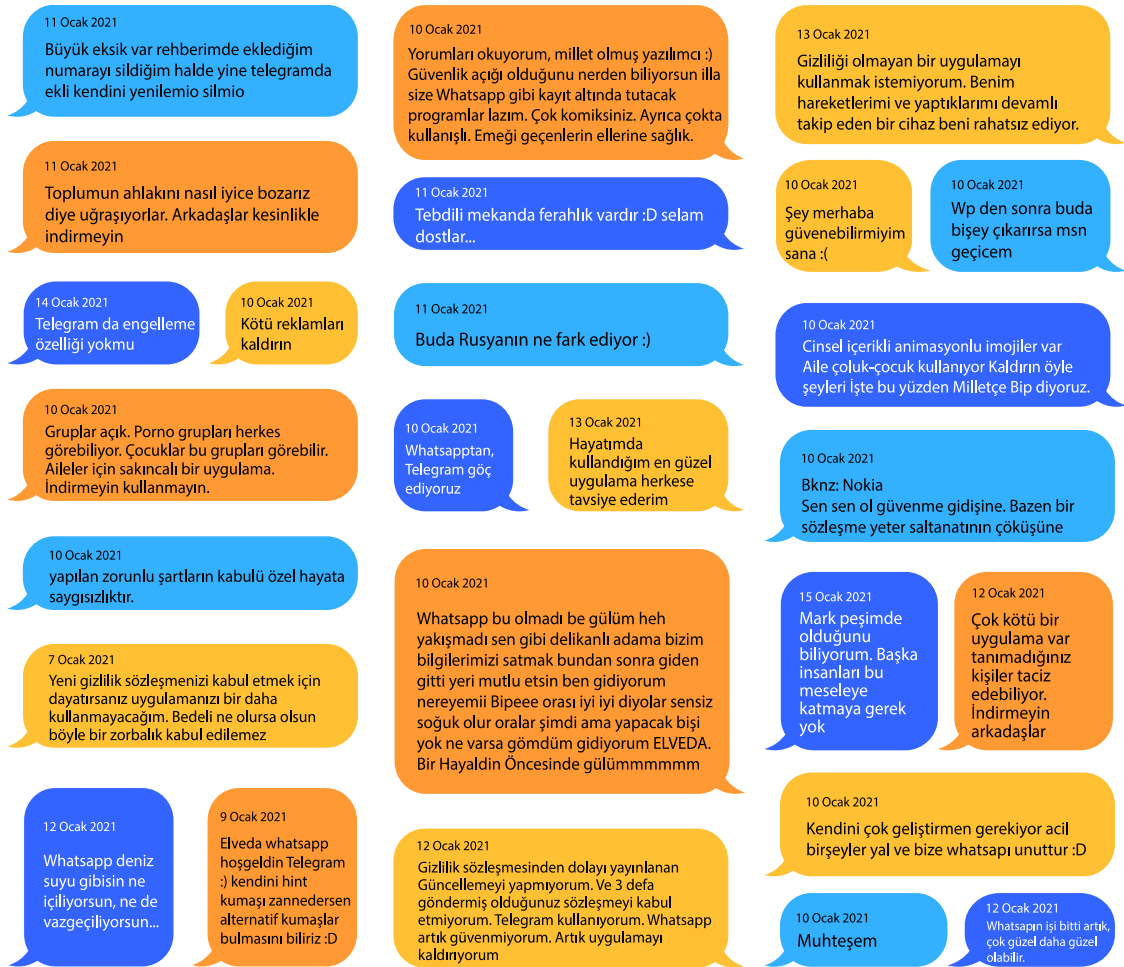 11 Ocak 2021
Büyük eksik var rehberimde eklediğim
numarayı sildiğim halde yine telegramda
ekli kendini yenilemio silmio
11 Ocak 2021
Toplumun ahlakını nasıl iyice bozarız
diye uğraşıyorlar. Arkadaşlar kesinlikle
indirmeyin
14 Ocak 2021
Telegram da engelleme
özelliği yokmu
10 Ocak 2021
Kötü reklamları
kaldırın
10 Ocak 2021
Gruplar açık. Porno grupları herkes
görebiliyor. Çocuklar bu grupları görebilir.
Aileler için sakıncalı bir uygulama.
İndirmeyin kullanmayın.
10 Ocak 2021
yapılan zorunlu şartların kabulü özel hayata
saygısızlıktır.
7 Ocak 2021
Yeni gizlilik sözleşmenizi kabul etmek için
dayatırsanız uygulamanızı bir daha
kullanmayacağım. Bedeli ne olursa olsun
böyle bir zorbalık kabul edilemez
12 Ocak 2021
Whatsapp deniz
suyu gibisin ne
içiliyorsun, ne de
vazgeçiliyorsun...
9 Ocak 2021
Elveda whatsapp
hoşgeldin Telegram
:) kendini hint
kumaşı zannedersen
alternatif kumaşlar
bulmasını biliriz :D
10 Ocak 2021
Yorumları okuyorum, millet olmuş yazılımcı :)
Güvenlik açığı olduğunu nerden biliyorsun illa
size Whatsapp gibi kayıt altında tutacak
programlar lazım. Çok komiksiniz. Ayrıca çokta
kullanışlı. Emeği geçenlerin ellerine sağlık.
11 Ocak 2021
Tebdili mekanda ferahlık vardır :D selam
dostlar...
11 Ocak 2021
Buda Rusyanın ne fark ediyor :)
10 Ocak 2021
Whatsapptan,
Telegram göç
ediyoruz
13 Ocak 2021
Hayatımda
kullandığım en güzel
uygulama herkese
tavsiye ederim
10 Ocak 2021
Whatsapp bu olmadı be gülüm heh
yakışmadı sen gibi delikanlı adama bizim
bilgilerimizi satmak bundan sonra giden
gitti yeri mutlu etsin ben gidiyorum
nereyemii Bipeee orası iyi iyi diyolar sensiz
soğuk olur oralar şimdi ama yapacak bişi
yok ne varsa gömdüm gidiyorum ELVEDA.
Bir Hayaldin Öncesinde gülümmmmmm
12 Ocak 2021
Gizlilik sözleşmesinden dolayı yayınlanan
Güncellemeyi yapmıyorum. Ve 3 defa
göndermiş olduğunuz sözleşmeyi kabul
etmiyorum. Telegram kullanıyorum. Whatsapp
artık güvenmiyorum. Artık uygulamayı
kaldırıyorum
13 Ocak 2021
Gizliliği olmayan bir uygulamayı
kullanmak istemiyorum. Benim
hareketlerimi ve yaptıklarımı devamlı
takip eden bir cihaz beni rahatsız ediyor.
10 Ocak 2021
Şey merhaba
güvenebilirmiyim
sana :(
10 Ocak 2021
Wp den sonra buda
bişey çıkarırsa msn
geçicem
10 Ocak 2021
Cinsel içerikli animasyonlu imojiler var
Aile çoluk-çocuk kullanıyor Kaldırın öyle
şeyleri İşte bu yüzden Milletçe Bip diyoruz.
10 Ocak 2021
Bknz: Nokia
Sen sen ol güvenme gidişine. Bazen bir
sözleşme yeter saltanatının çöküşüne
15 Ocak 2021
Mark peşimde
olduğunu
biliyorum. Başka
insanları bu
meseleye
katmaya gerek
yok
12 Ocak 2021
Çok kötü bir
uygulama var
tanımadığınız
kişiler taciz
edebiliyor.
İndirmeyin
arkadaşlar
10 Ocak 2021
Kendini çok geliştirmen gerekiyor acil
birşeyler yal ve bize whatsapı unuttur :D
10 Ocak 2021
Muhteşem
12 Ocak 2021
Whatsapın işi bitti artık,
çok güzel daha güzel
olabilir.